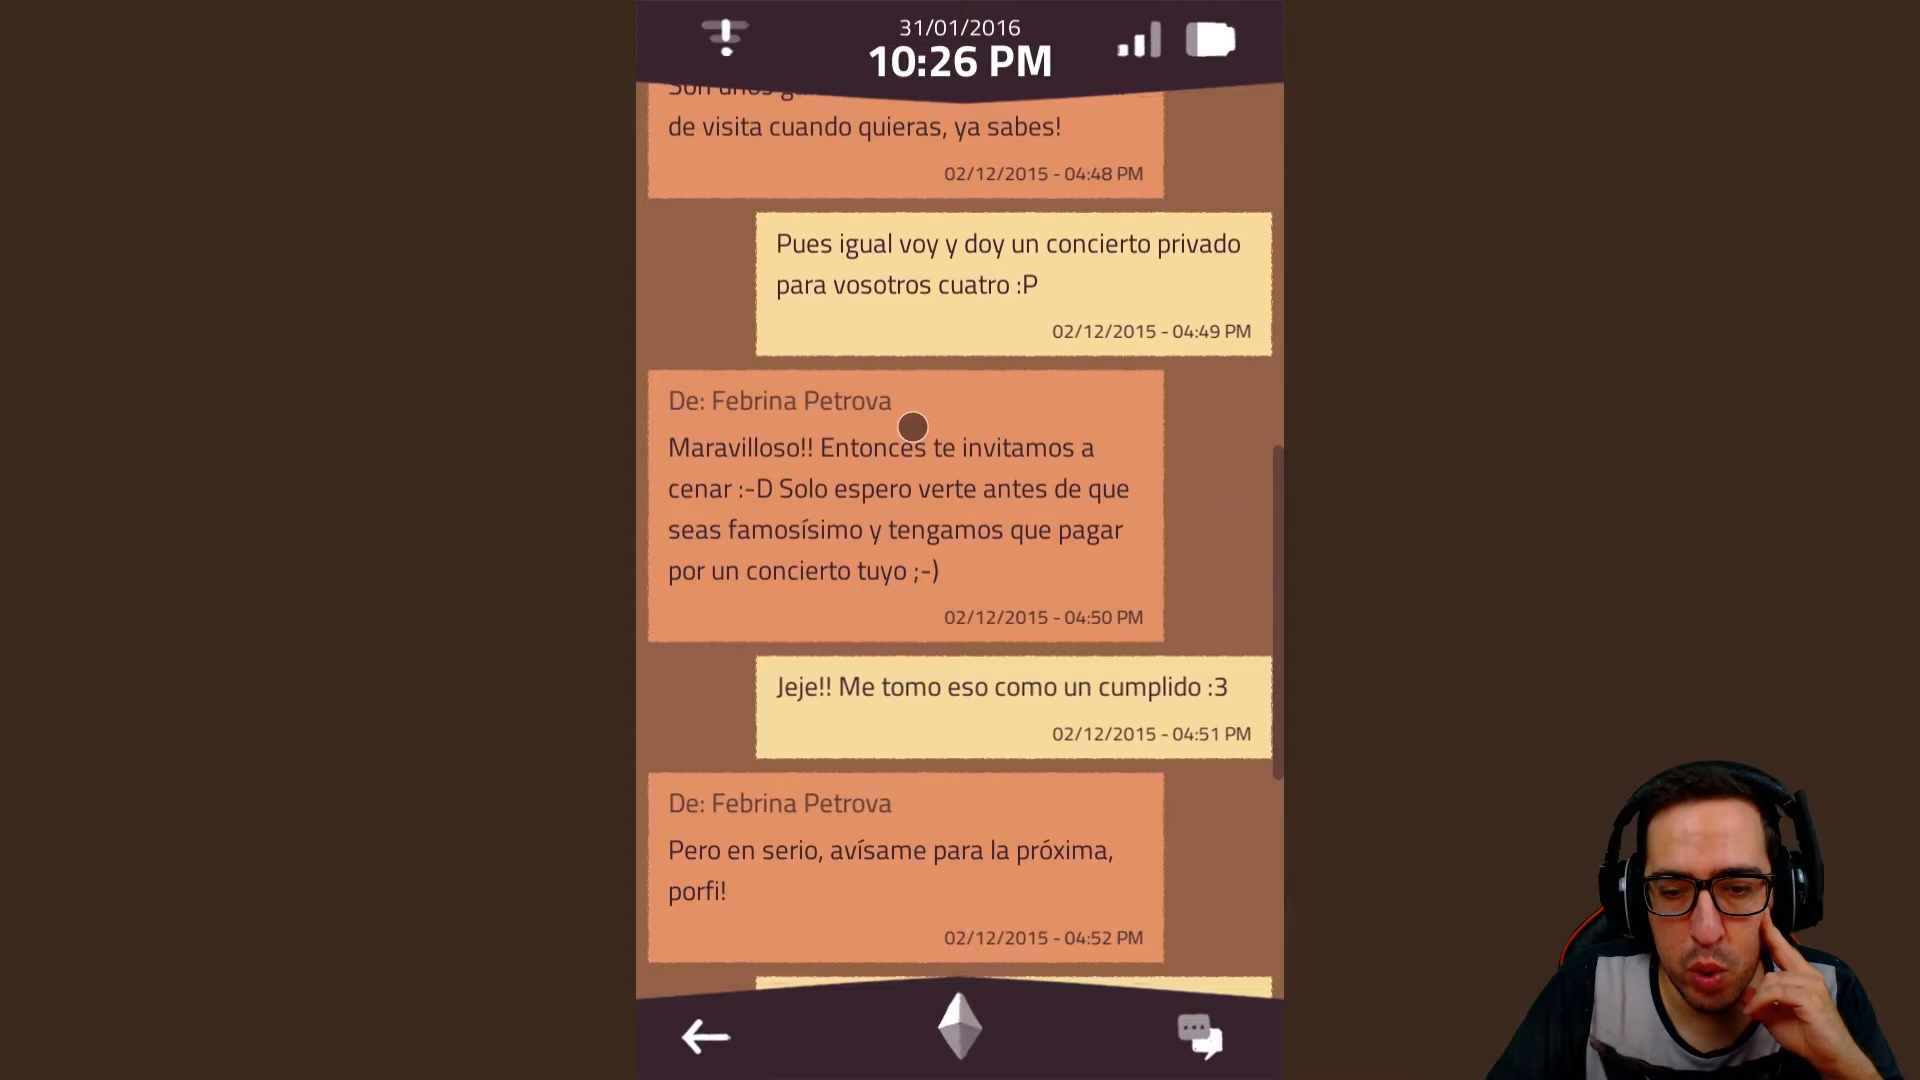 31/01/2016
10:26 PM
Son unos
de visita cuando quieras, ya sabes!
02/12/2015 - 04:48 PM
Pues igual voy y doy un concierto privado
para vosotros cuatro :P
02/12/2015 - 04:49 PM
De: Febrina Petrova
Maravilloso!! Entonces te invitamos a
cenar :-D Solo espero verte antes de que
seas famosísimo y tengamos que pagar
por un concierto tuyo ;-)
02/12/2015 - 04:50 PM
Jeje!! Me tomo eso como un cumplido :3
02/12/2015 - 04:51 PM
De: Febrina Petrova
Pero en serio, avísame para la próxima,
porfi!
02/12/2015 - 04:52 PM